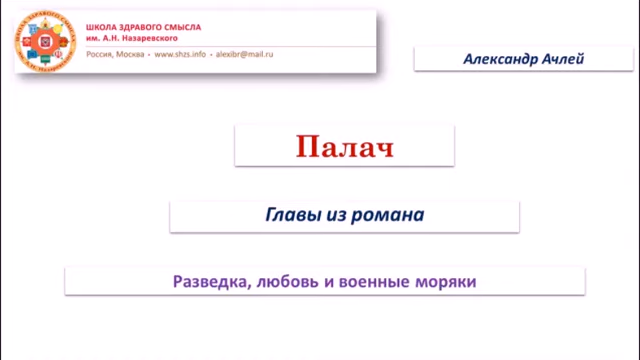 ШКОЛА ЗДРАВОГО СМЫСЛА
им. А.Н. Назаревского
Россия, Москва - www.shzs.info - alexibr@mail.ru
Александр Ачлей
Палач
Главы из романа
Разведка, любовь и военные моряки